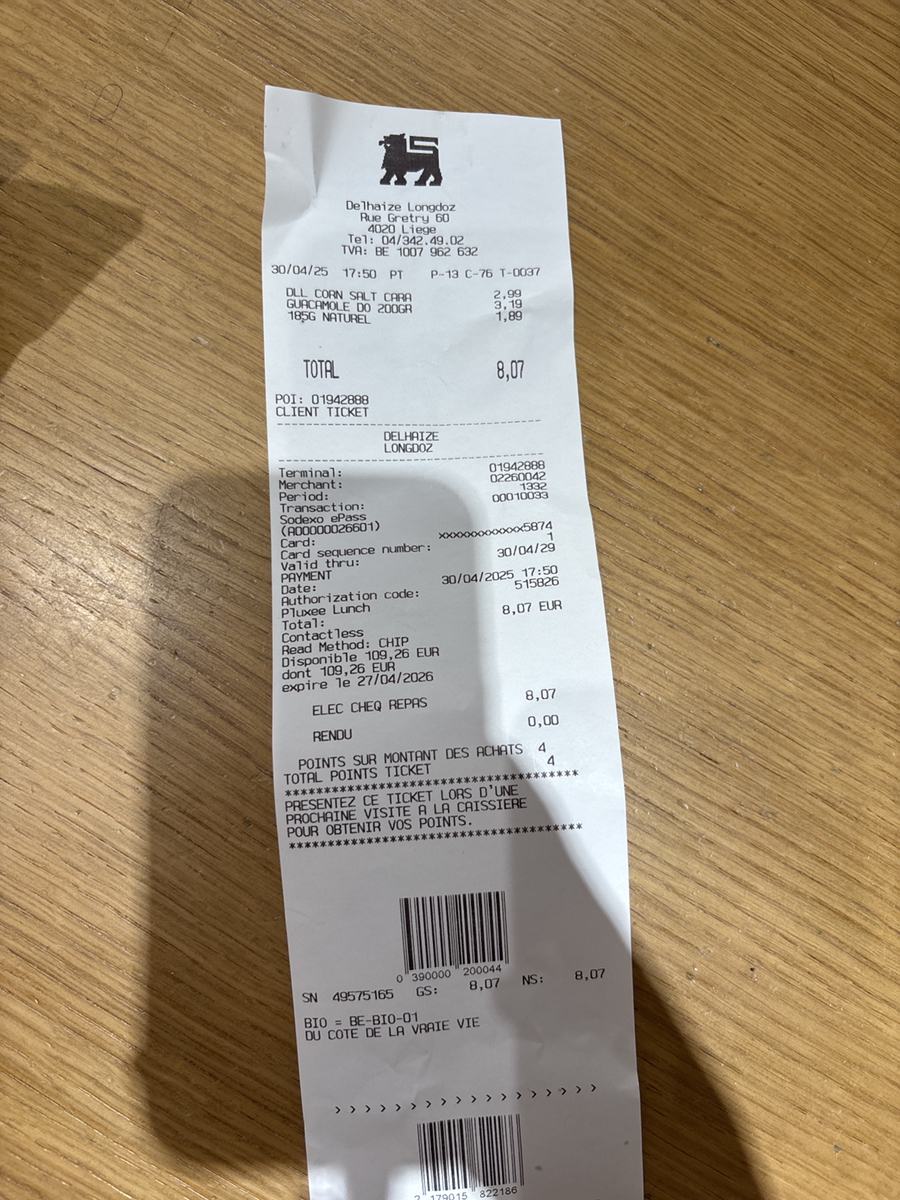 Delhaize Longdoz
Rue Gretry 60
4020 Liege
Tel: 04/342.49.02
TVA: BE 1007 962 632
30/04/25 17:50 PT P-13 C-76 T-0037
DLL CORN SALT CARA 2,99
GUACAMOLE DO 200GR 3,19
185G NATUREL 1,89
TOTAL 8,07
POI: 01942888
CLIENT TICKET
DELHAIZE
LONGDOZ
Terminal: 01942888
Merchant: 02260042
Period: 1332
Transaction: 00010033
Sodexo ePass
(A00000026601)
Card: xxxxxxxxxxxx5874
Card sequence number: 1
Valid thru: 30/04/29
PAYMENT
Date: 30/04/2025 17:50
Authorization code: 515826
Pluxee Lunch
Total: 8,07 EUR
Contactless
Read Method: CHIP
Disponible 109,26 EUR
dont 109,26 EUR
expire le 27/04/2026
ELEC CHEQ REPAS 8,07
RENDU 0,00
POINTS SUR MONTANT DES ACHATS 4
TOTAL POINTS TICKET 4
****************************************
PRESENTEZ CE TICKET LORS D'UNE
PROCHAINE VISITE A LA CAISSIERE
POUR OBTENIR VOS POINTS.
****************************************
0 390000 200044
SN 49575165 GS: 8,07 NS: 8,07
BIO = BE-BIO-01
DU COTE DE LA VRAIE VIE
> > > > > > > > > > > > > > > > > >
2 179015 822186